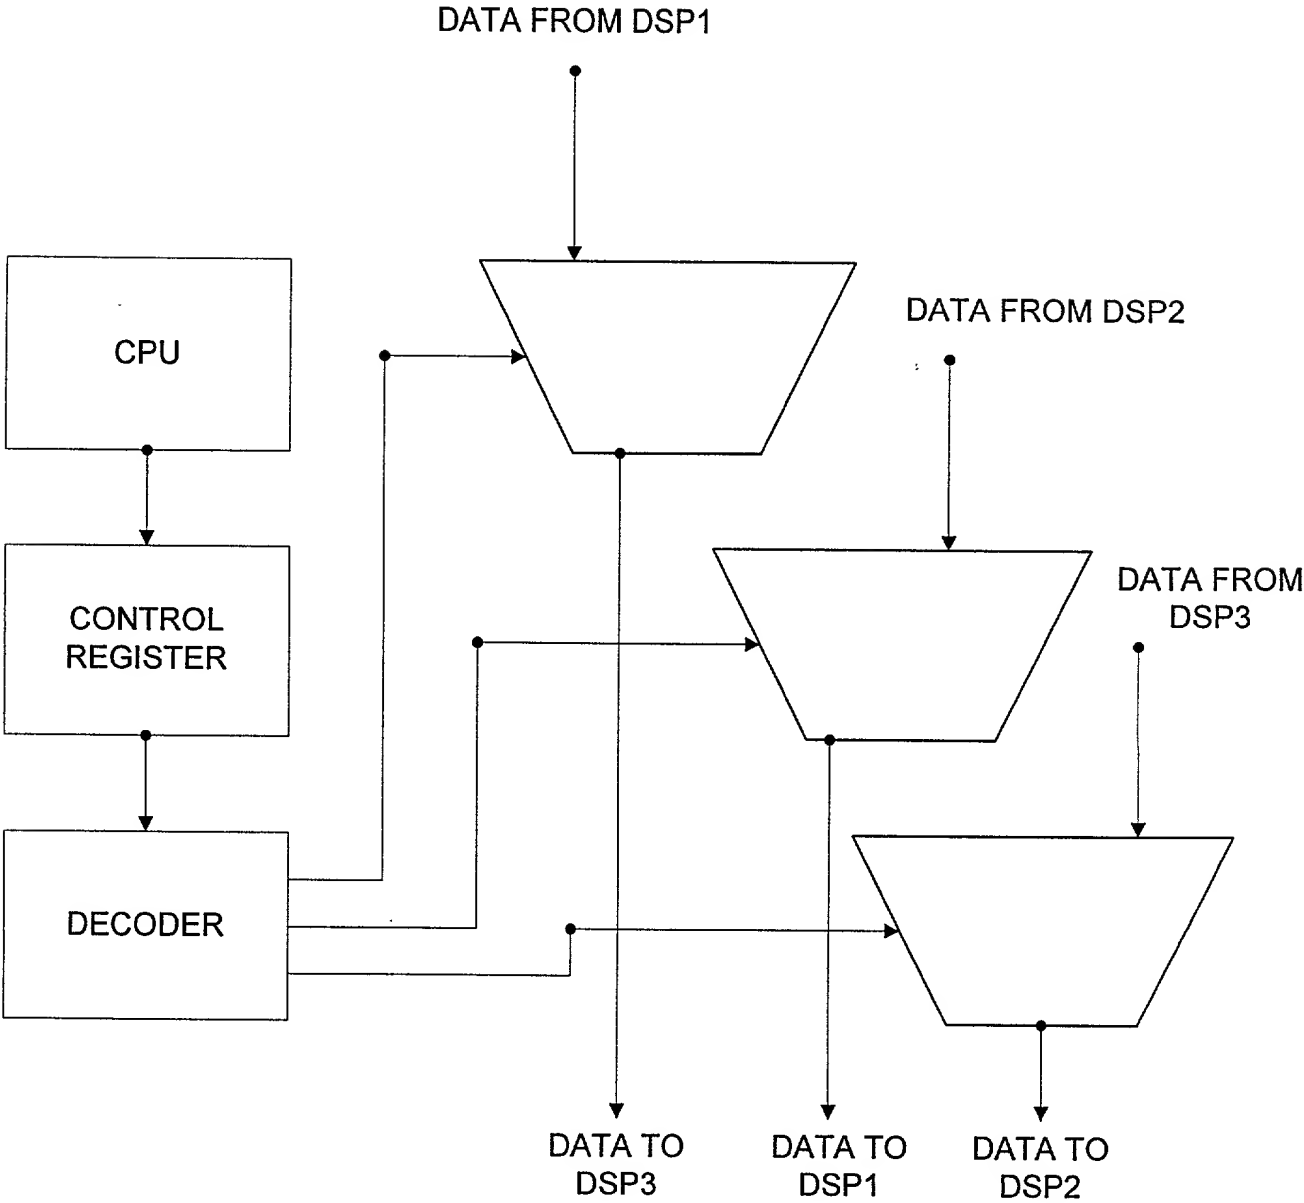 DATA FROM DSP1
DATA FROM DSP2
CPU
DATA FROM
DSP3
CONTROL
REGISTER
DECODER
DATA TO
DSP3
DATA TO
DSP1
DATA TO
DSP2